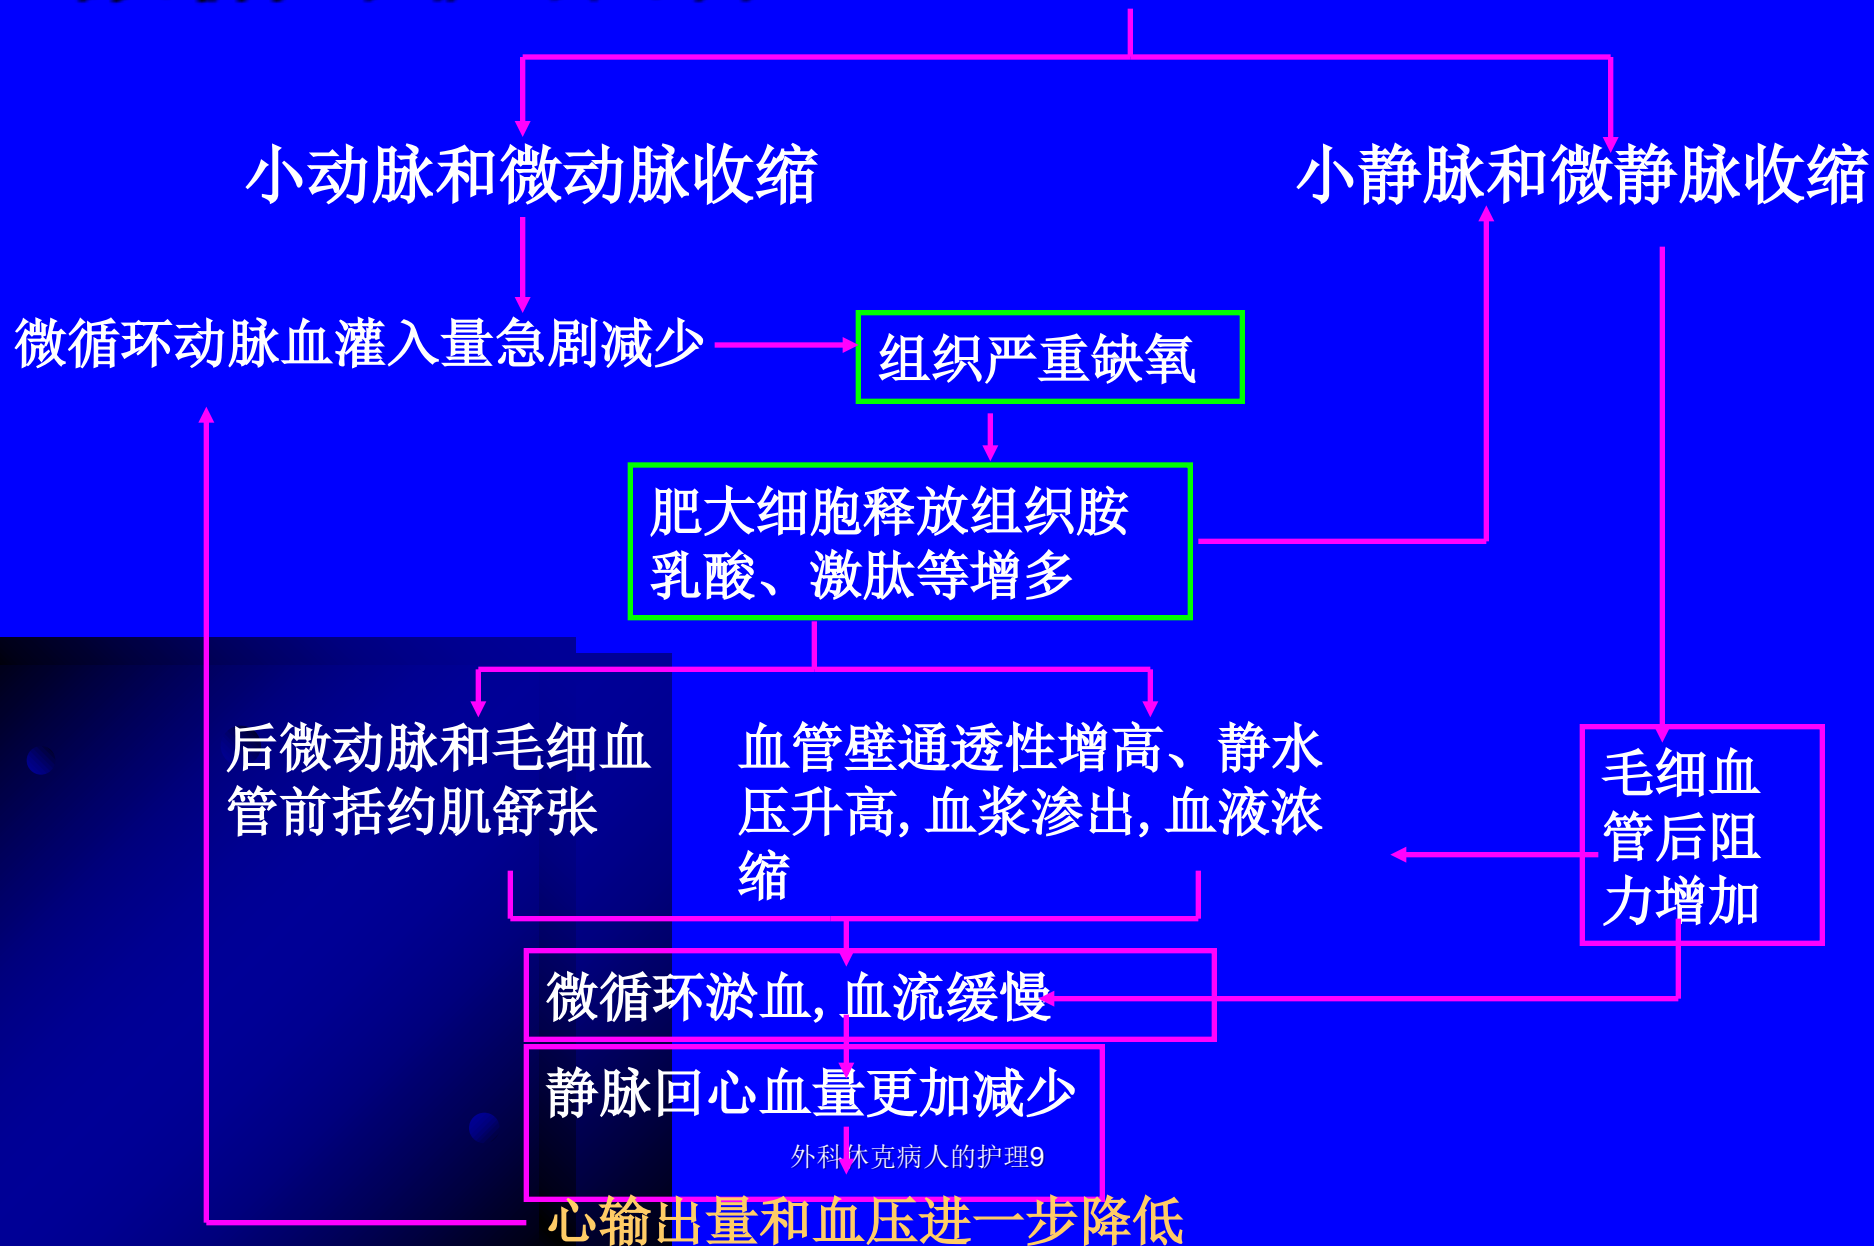 小动脉和微动脉收缩
小静脉和微静脉收缩
微循环动脉血灌入量急剧减少
组织严重缺氧
肥大细胞释放组织胺
乳酸、激肽等增多
后微动脉和毛细血
管前括约肌舒张
血管壁通透性增高、静水
压升高,血浆渗出,血液浓
缩
毛细血
管后阻
力增加
微循环淤血,血流缓慢
静脉回心血量更加减少
外科休克病人的护理9
心输出量和血压进一步降低